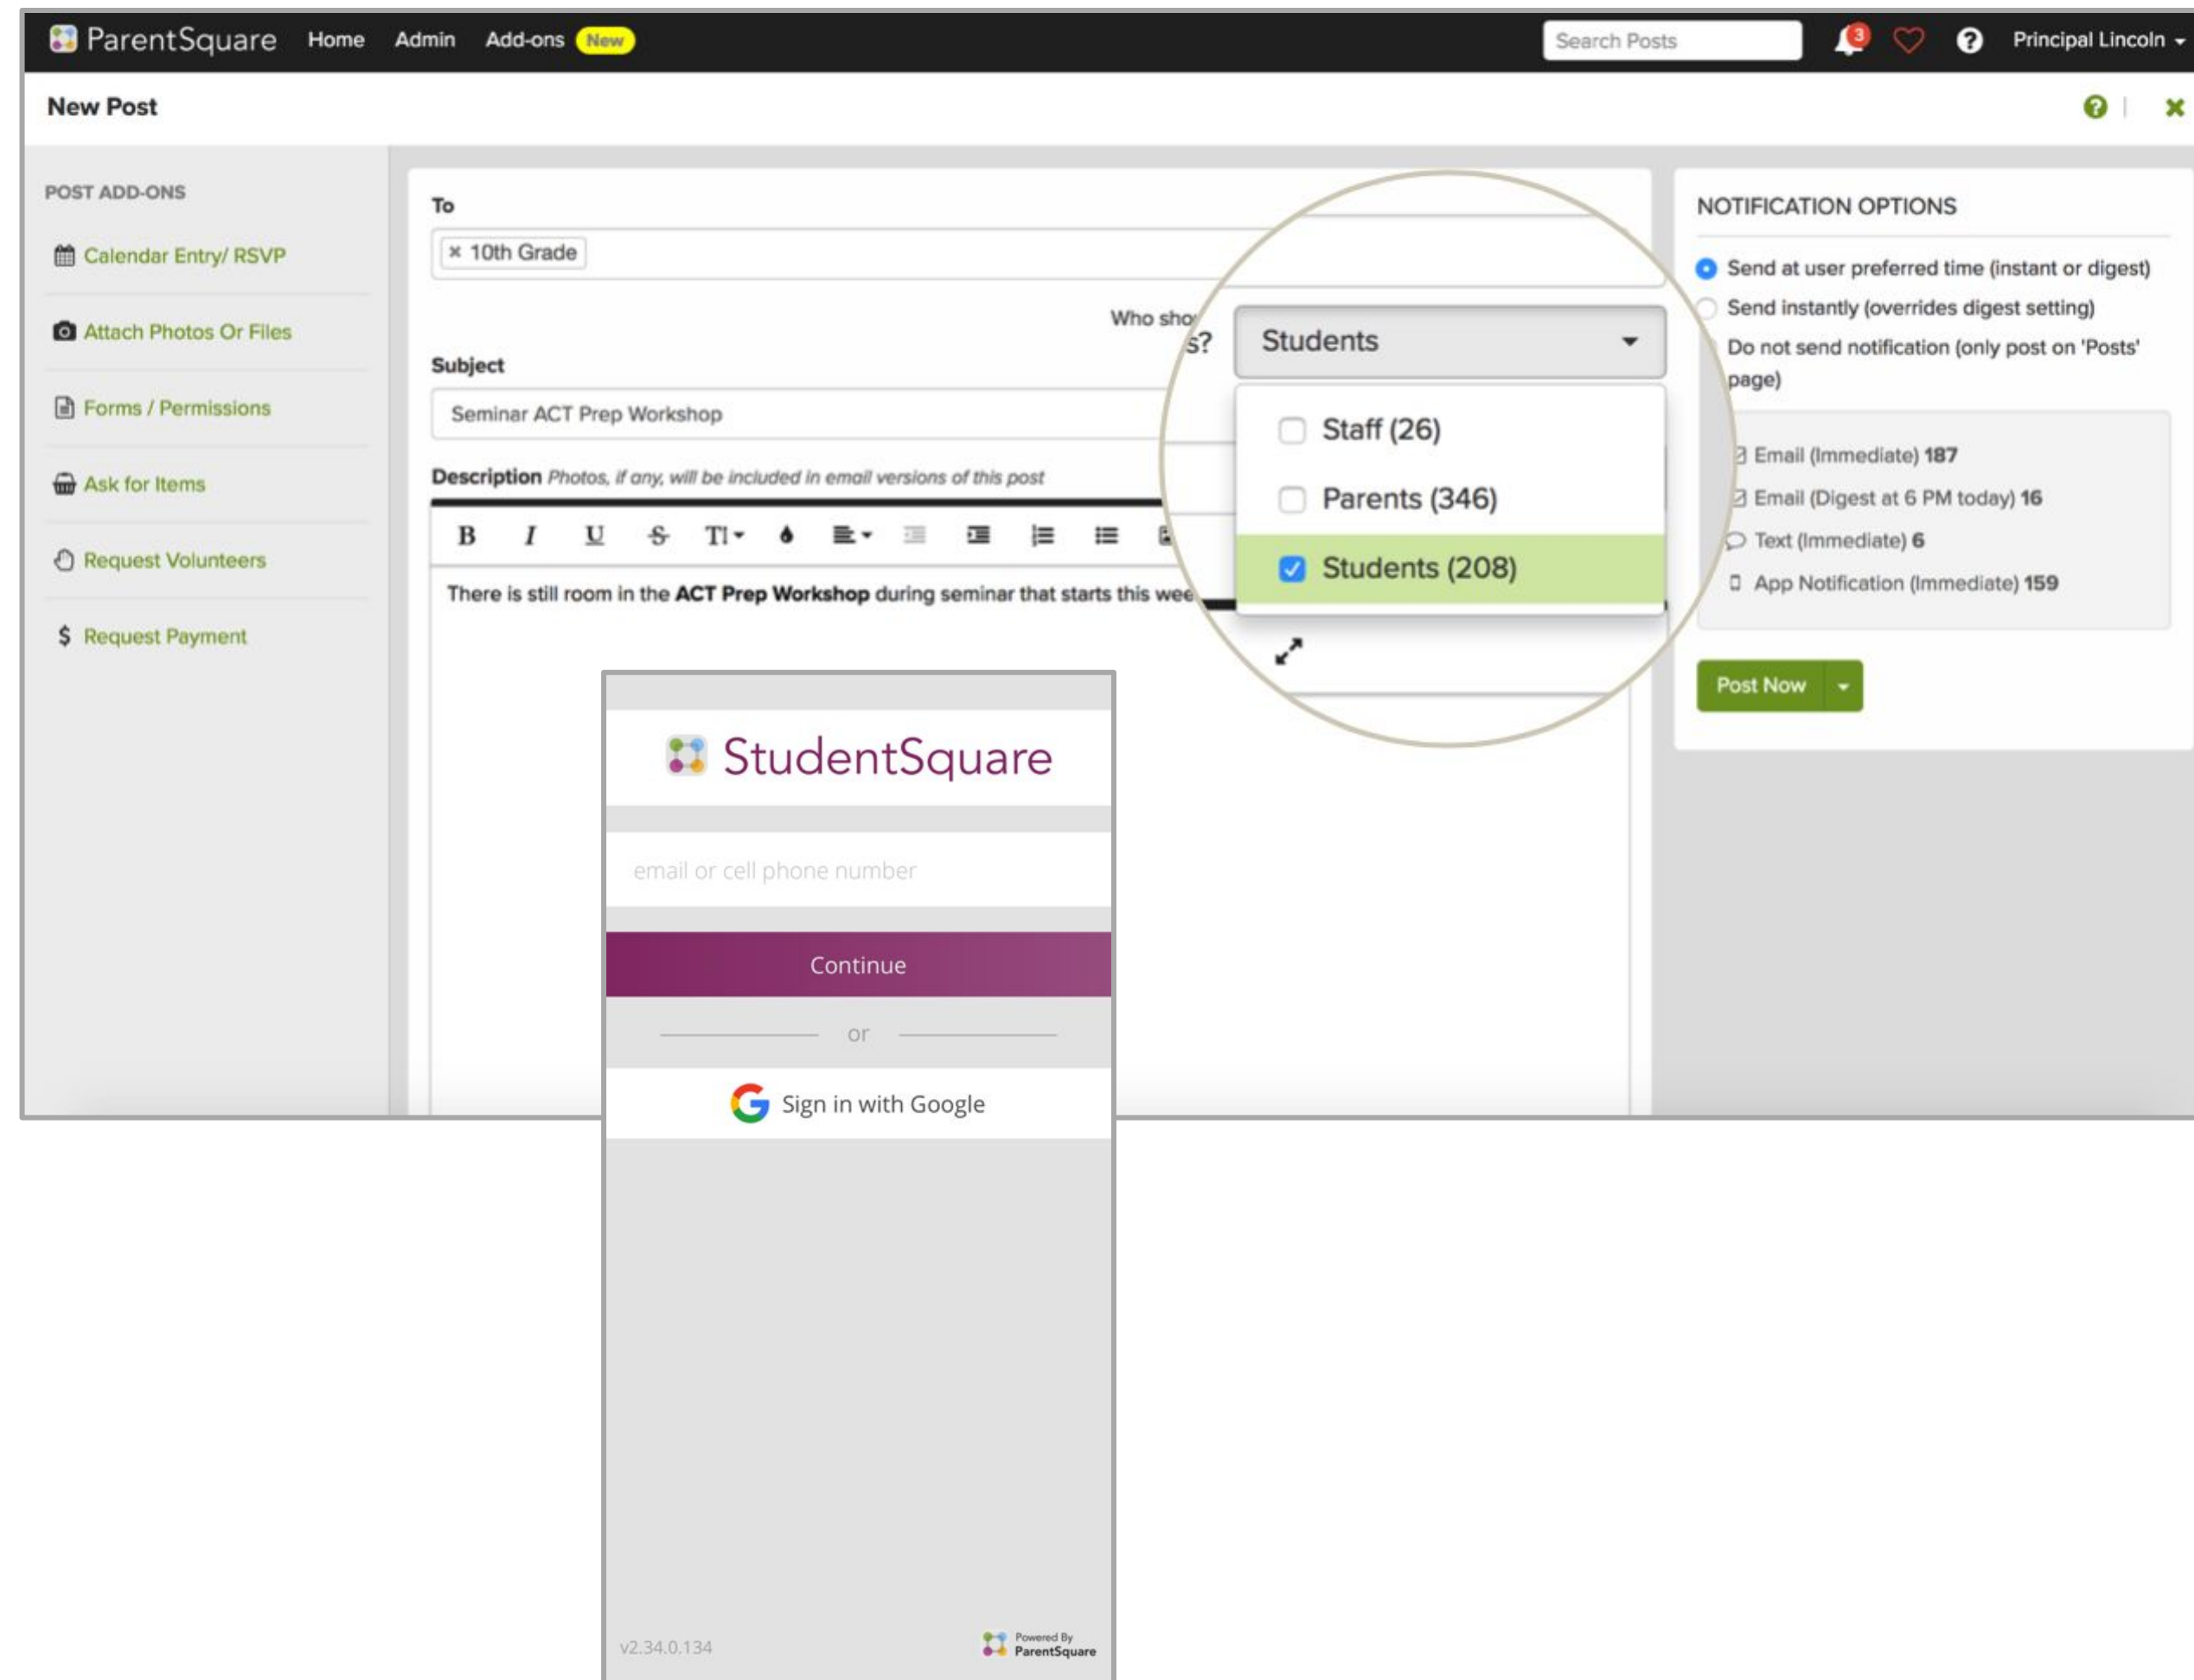 ParentSquare Home Admin Add-ons New Search Posts 3 ? Principal Lincoln
New Post
POST ADD-ONS
Calendar Entry/ RSVP
Attach Photos Or Files
Forms / Permissions
Ask for Items
Request Volunteers
$ Request Payment
To
× 10th Grade
Who
s?
Students
Staff (26)
Parents (346)
Students (208)
Subject
Seminar ACT Prep Workshop
Description Photos, if any, will be included in email versions of this post
B I U S TI
There is still room in the ACT Prep Workshop during seminar that starts this
NOTIFICATION OPTIONS
Send at user preferred time (instant or digest)
Send instantly (overrides digest setting)
Do not send notification (only post on 'Posts'
page)
Email (Immediate) 187
Email (Digest at 6 PM today) 16
Text (Immediate) 6
App Notification (Immediate) 159
Post Now
StudentSquare
email or cell phone number
Continue
or
Sign in with Google
v2.34.0.134
Powered By
ParentSquare